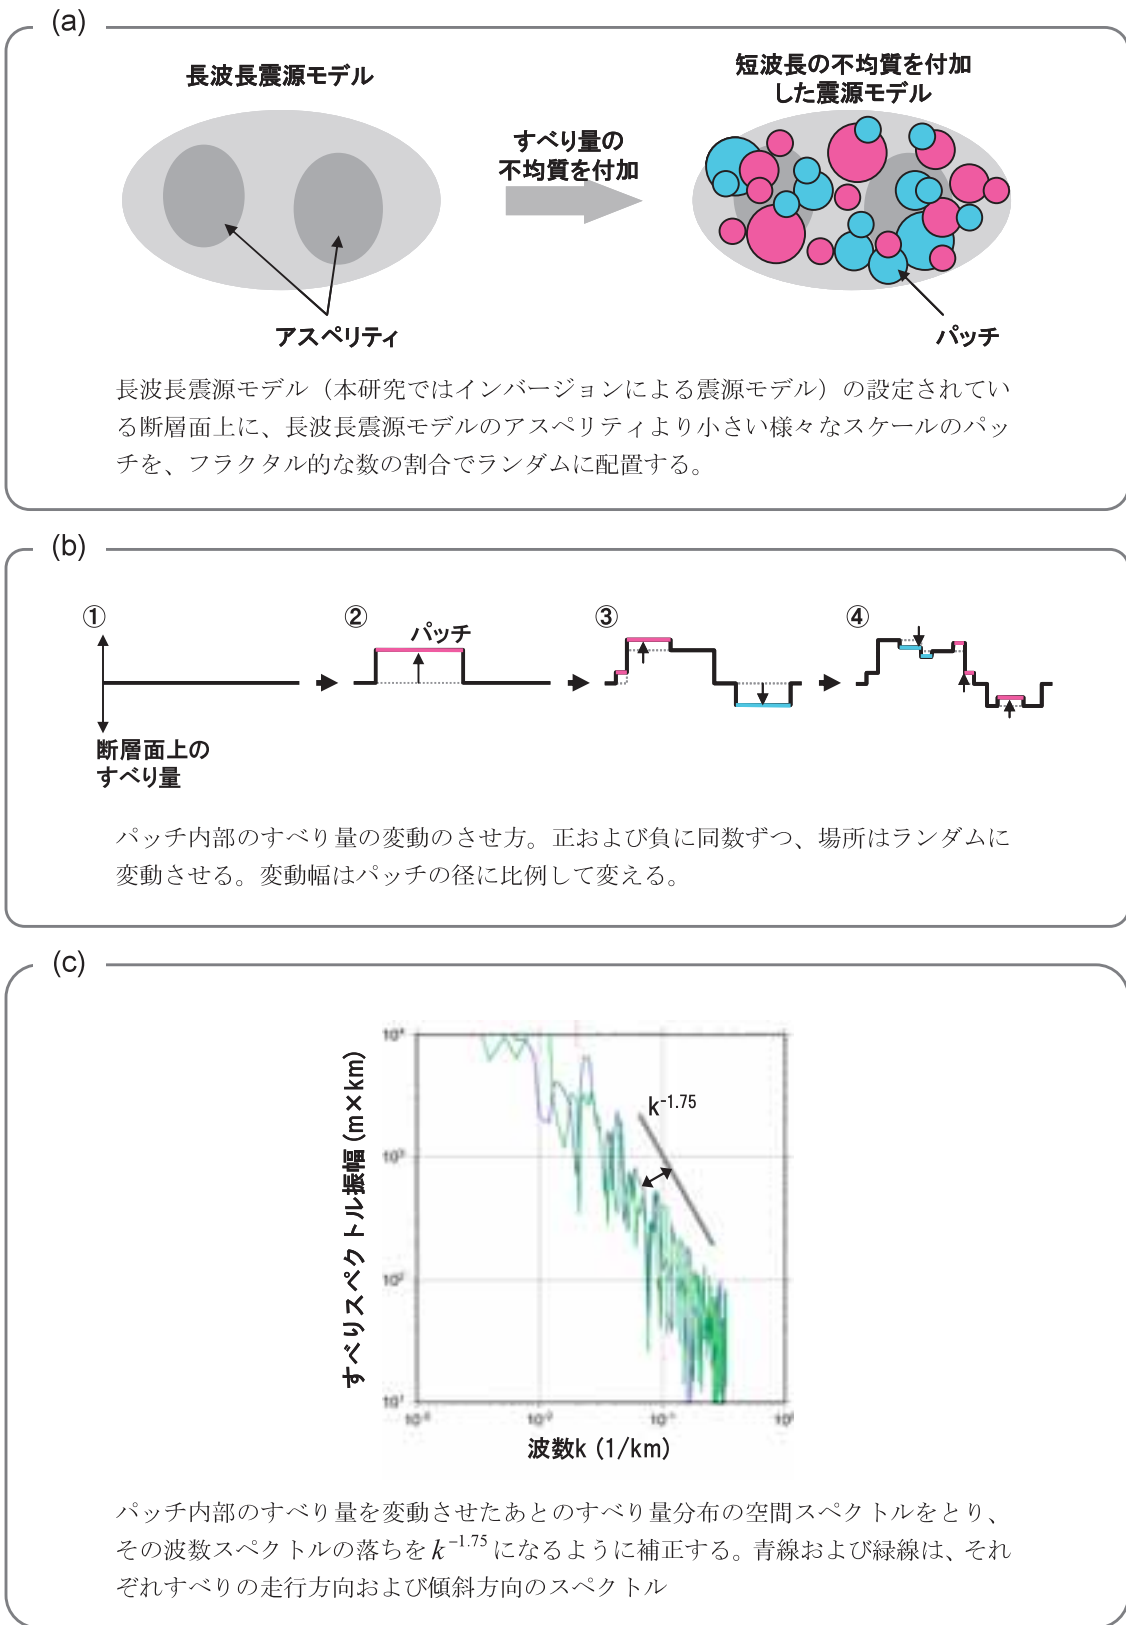 (a)
長波長震源モデル
短波長の不均質を付加
した震源モデル
すべり量の
不均質を付加
アスペリティ
パッチ
長波長震源モデル（本研究ではインバージョンによる震源モデル）の設定されてい
る断層面上に、長波長震源モデルのアスペリティより小さい様々なスケールのパッ
チを、フラクタル的な数の割合でランダムに配置する。
(b)
① ② ③ ④
パッチ
断層面上の
すべり量
パッチ内部のすべり量の変動のさせ方。正および負に同数ずつ、場所はランダムに
変動させる。変動幅はパッチの径に比例して変える。
(c)
すべりスペクトル振幅 (m×km)
10⁴
k⁻¹·⁷⁵
10³
10²
10¹
10⁻² 10⁻¹ 10⁰
波数k (1/km)
パッチ内部のすべり量を変動させたあとのすべり量分布の空間スペクトルをとり、
その波数スペクトルの落ちを k⁻¹·⁷⁵ になるように補正する。青線および緑線は、それ
ぞれすべりの走行方向および傾斜方向のスペクトル